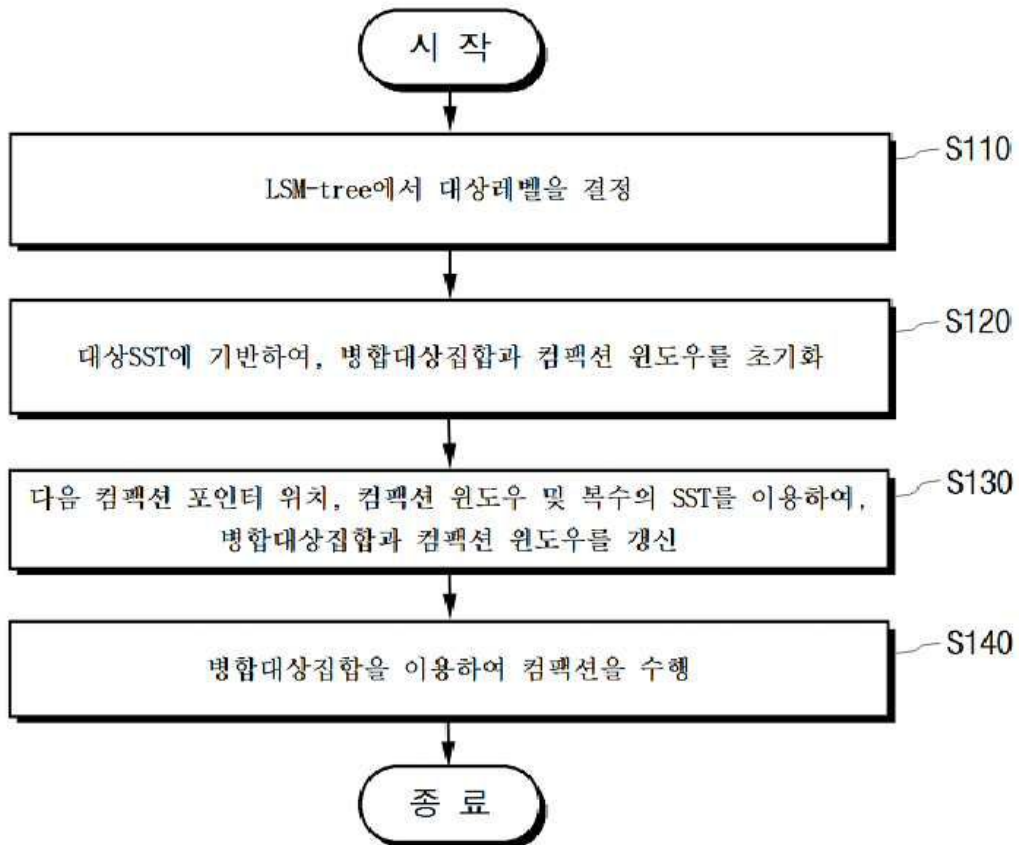 시 작
S110
LSM-tree에서 대상레벨을 결정
S120
대상SST에 기반하여, 병합대상집합과 컴팩션 윈도우를 초기화
S130
다음 컴팩션 포인터 위치, 컴팩션 윈도우 및 복수의 SST를 이용하여,
병합대상집합과 컴팩션 윈도우를 갱신
S140
병합대상집합을 이용하여 컴팩션을 수행
종 료